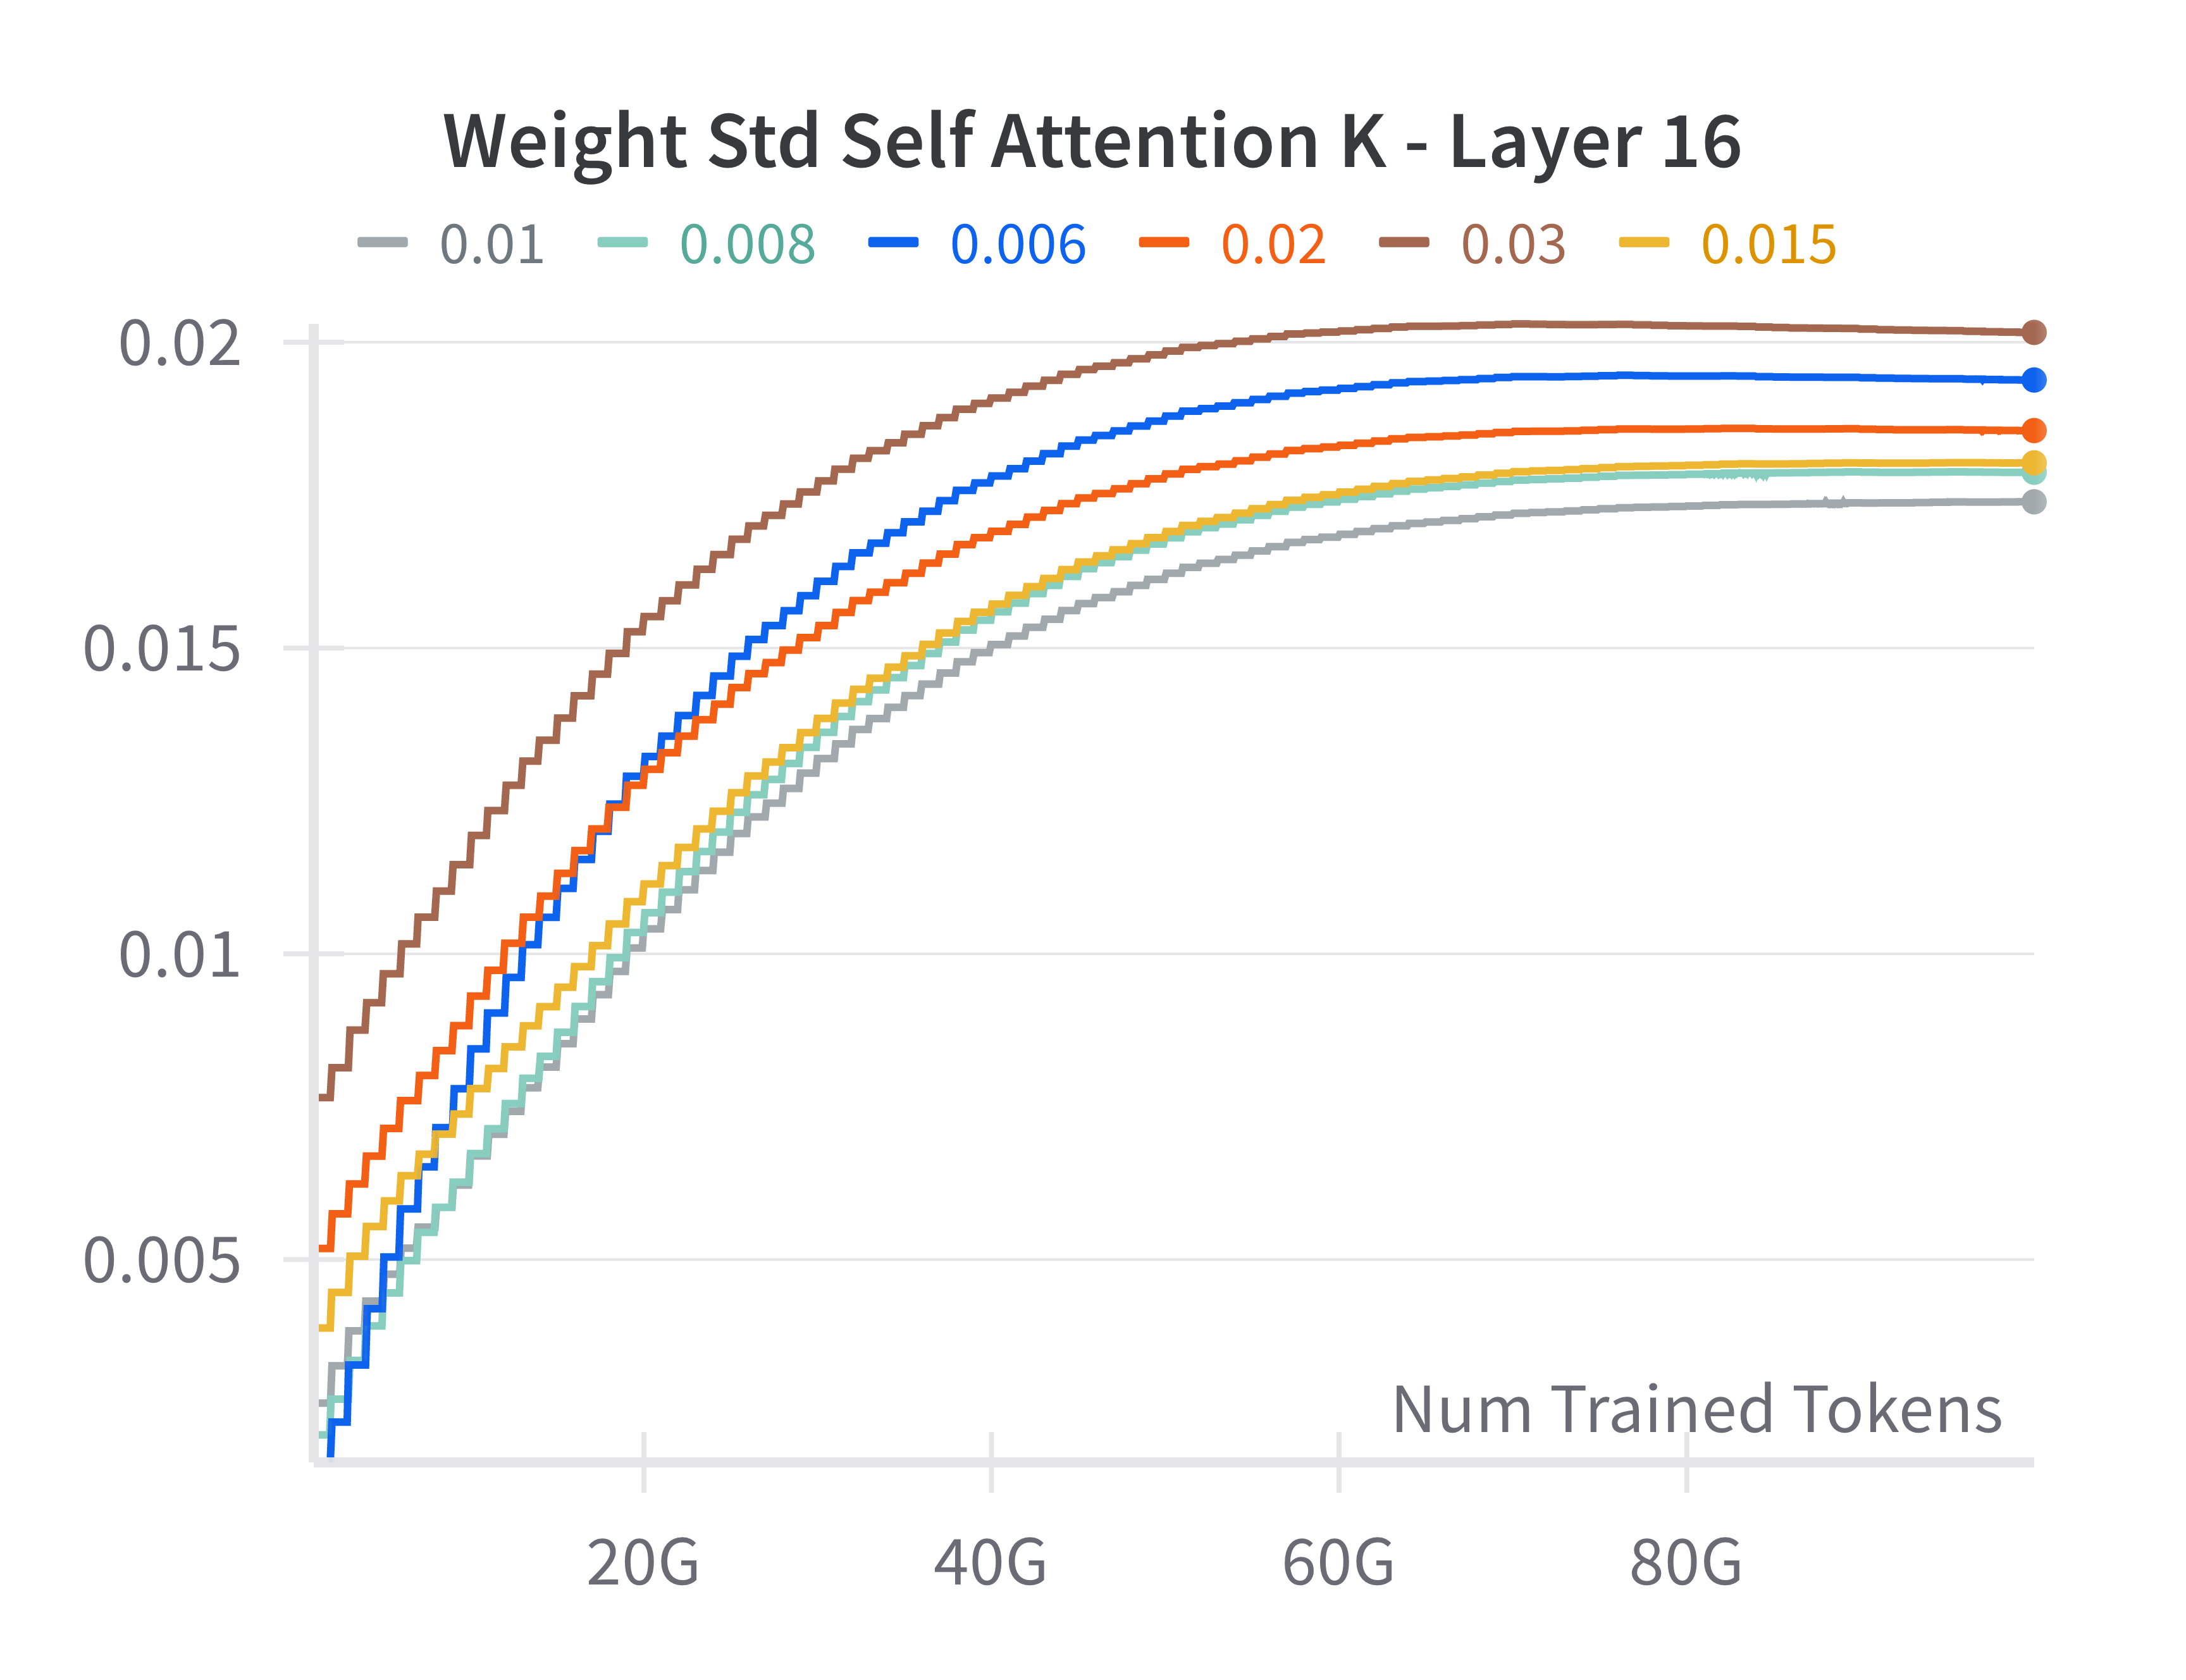 Weight Std Self Attention K - Layer 16
0.01 0.008 0.006 0.02 0.03 0.015
0.02
0.015
0.01
0.005
Num Trained Tokens
20G 40G 60G 80G